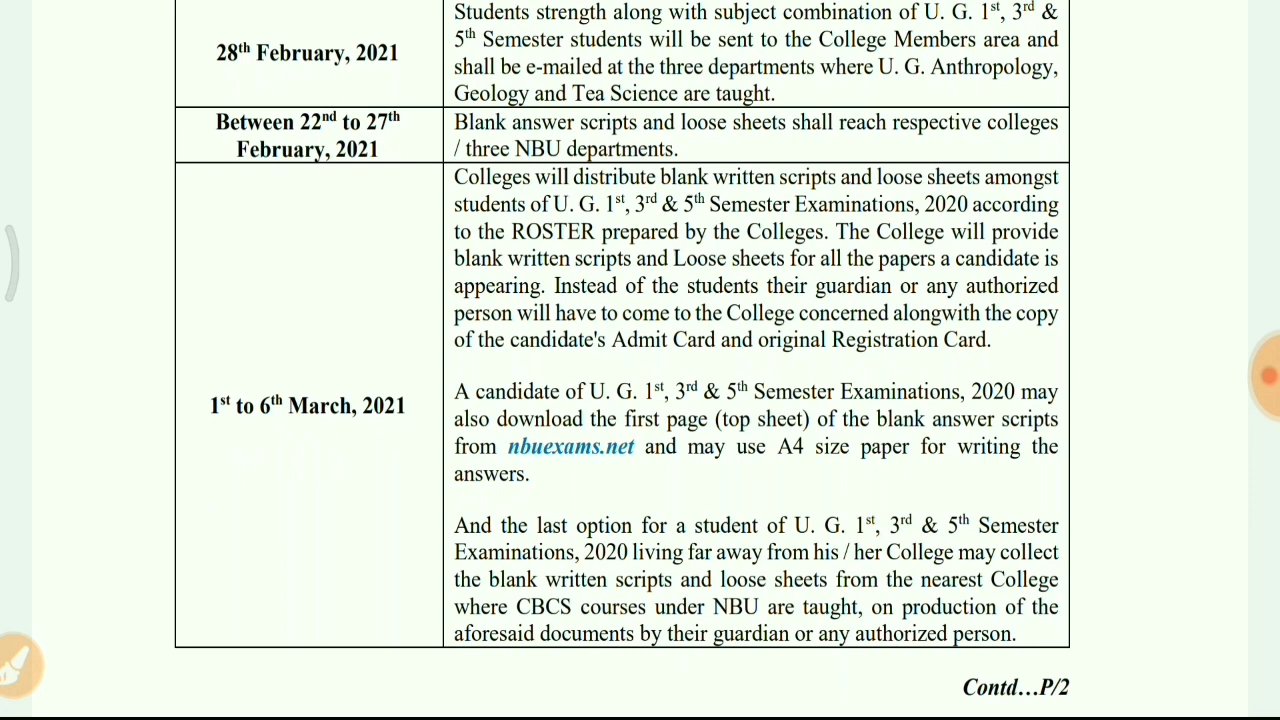 Students strength along with subject combination of U. G. 1st, 3rd &
28th February, 2021
5th Semester students will be sent to the College Members area and
shall be e-mailed at the three departments where U. G. Anthropology,
Geology and Tea Science are taught.
Between 22nd to 27th
February, 2021
Blank answer scripts and loose sheets shall reach respective colleges
/ three NBU departments.
1st to 6th March, 2021
Colleges will distribute blank written scripts and loose sheets amongst
students of U. G. 1st, 3rd & 5th Semester Examinations, 2020 according
to the ROSTER prepared by the Colleges. The College will provide
blank written scripts and Loose sheets for all the papers a candidate is
appearing. Instead of the students their guardian or any authorized
person will have to come to the College concerned alongwith the copy
of the candidate's Admit Card and original Registration Card.
A candidate of U. G. 1st, 3rd & 5th Semester Examinations, 2020 may
also download the first page (top sheet) of the blank answer scripts
from nbuexams.net and may use A4 size paper for writing the
answers.
And the last option for a student of U. G. 1st, 3rd & 5th Semester
Examinations, 2020 living far away from his / her College may collect
the blank written scripts and loose sheets from the nearest College
where CBCS courses under NBU are taught, on production of the
aforesaid documents by their guardian or any authorized person.
Contd...P/2